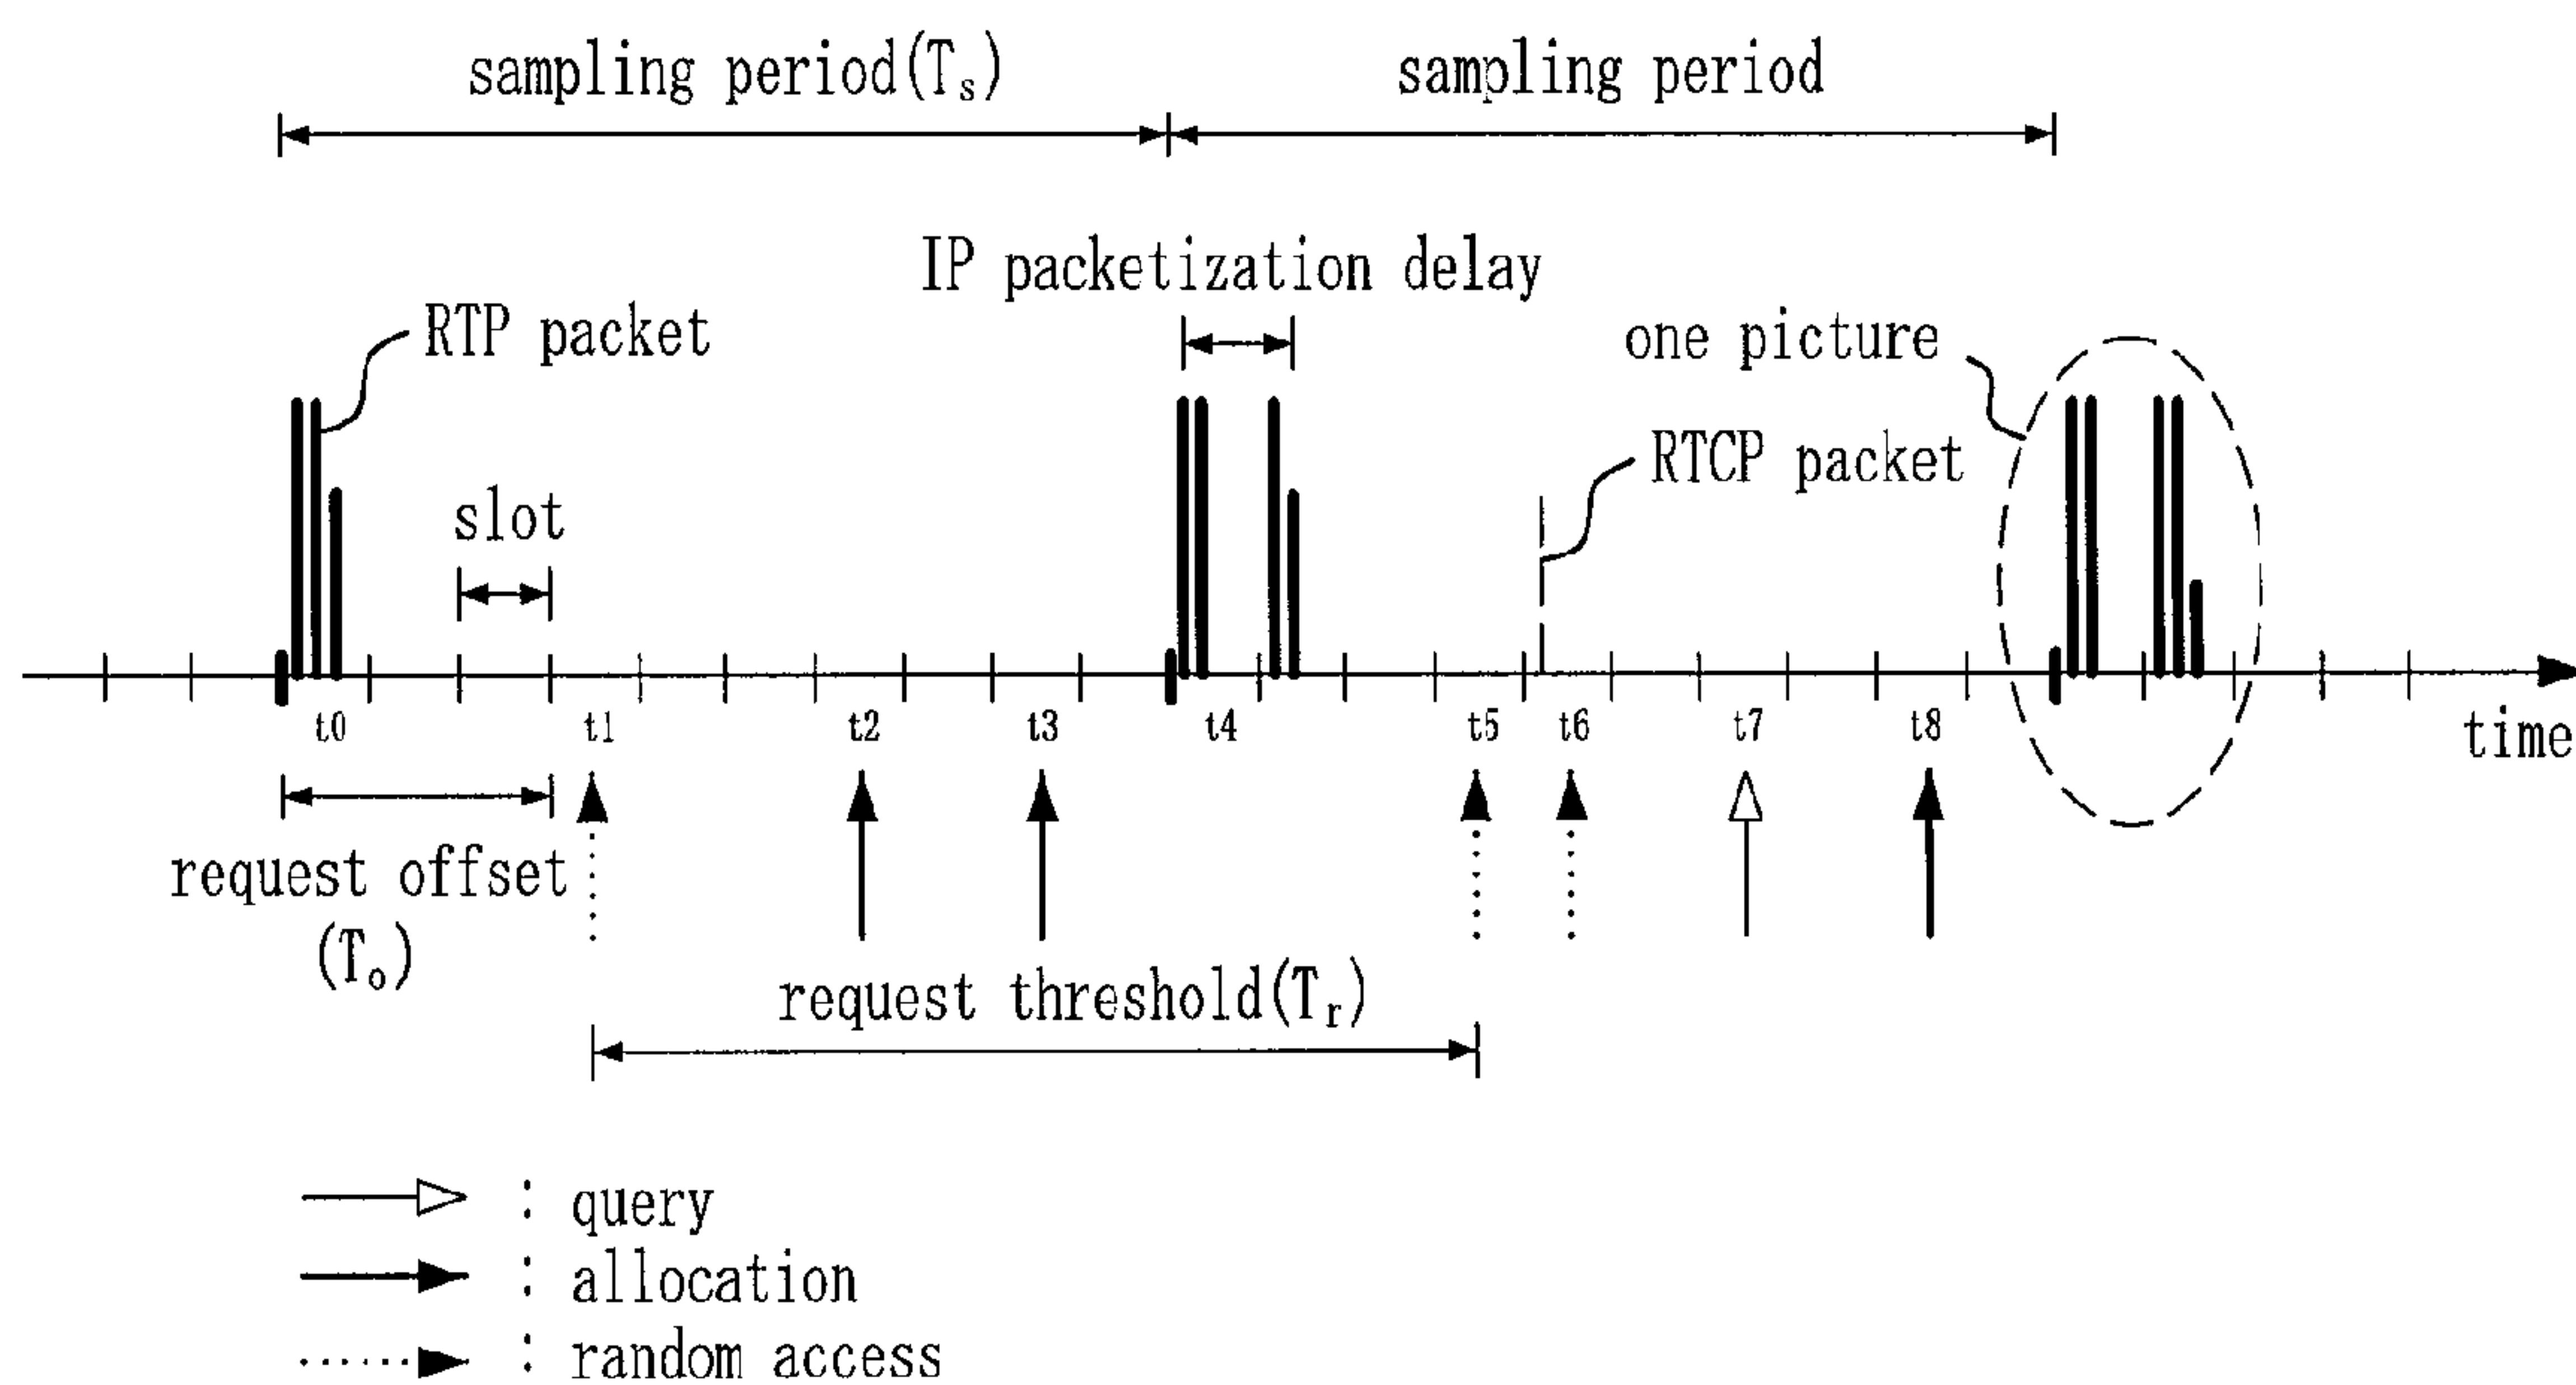 sampling period(Ts)
sampling period
IP packetization delay
RTP packet
one picture
RTCP packet
slot
t0 t1 t2 t3 t4 t5 t6 t7 t8
time
request offset
(To)
request threshold(Tr)
: query
: allocation
: random access